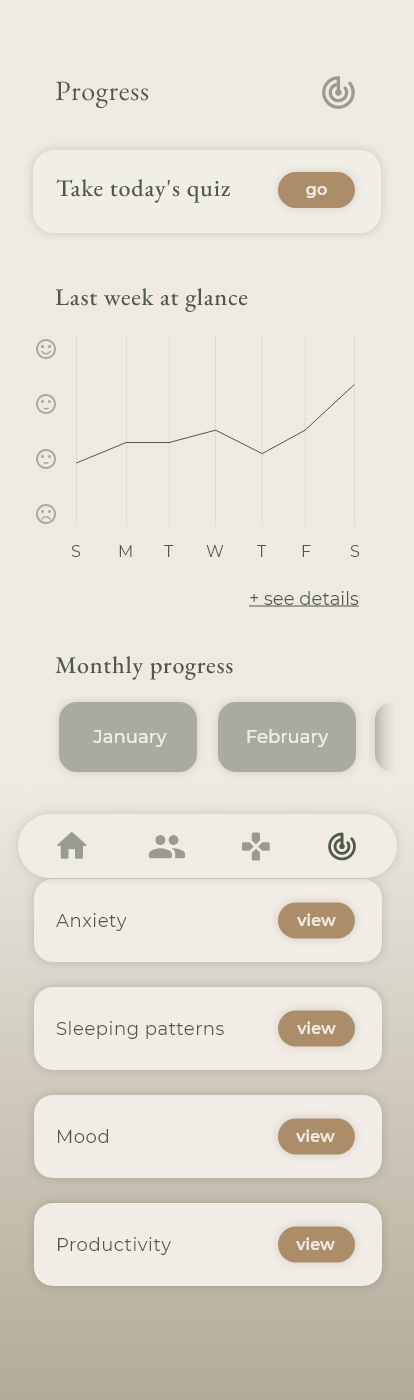 Progress
Take today's quiz go
Last week at glance
S M T W T F S
+ see details
Monthly progress
January February
Anxiety view
Sleeping patterns view
Mood view
Productivity view